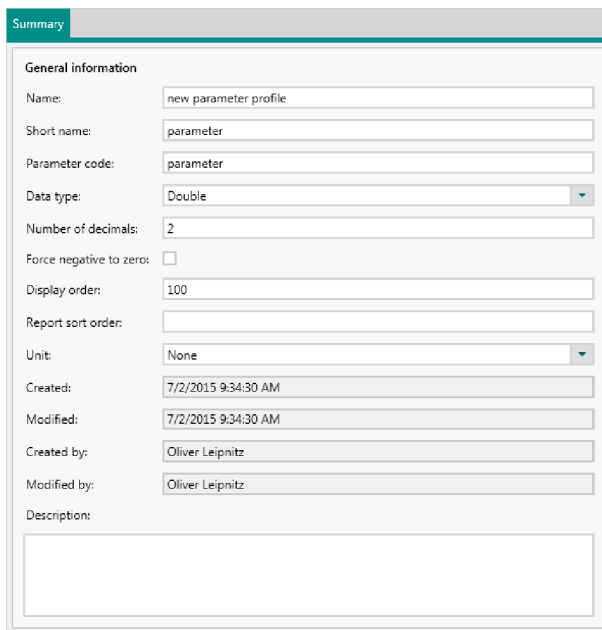 Summary
General information
Name: new parameter profile
Short name: parameter
Parameter code: parameter
Data type: Double
Number of decimals: 2
Force negative to zero:
Display order: 100
Report sort order:
Unit: None
Created: 7/2/2015 9:34:30 AM
Modified: 7/2/2015 9:34:30 AM
Created by: Oliver Leipnitz
Modified by: Oliver Leipnitz
Description: